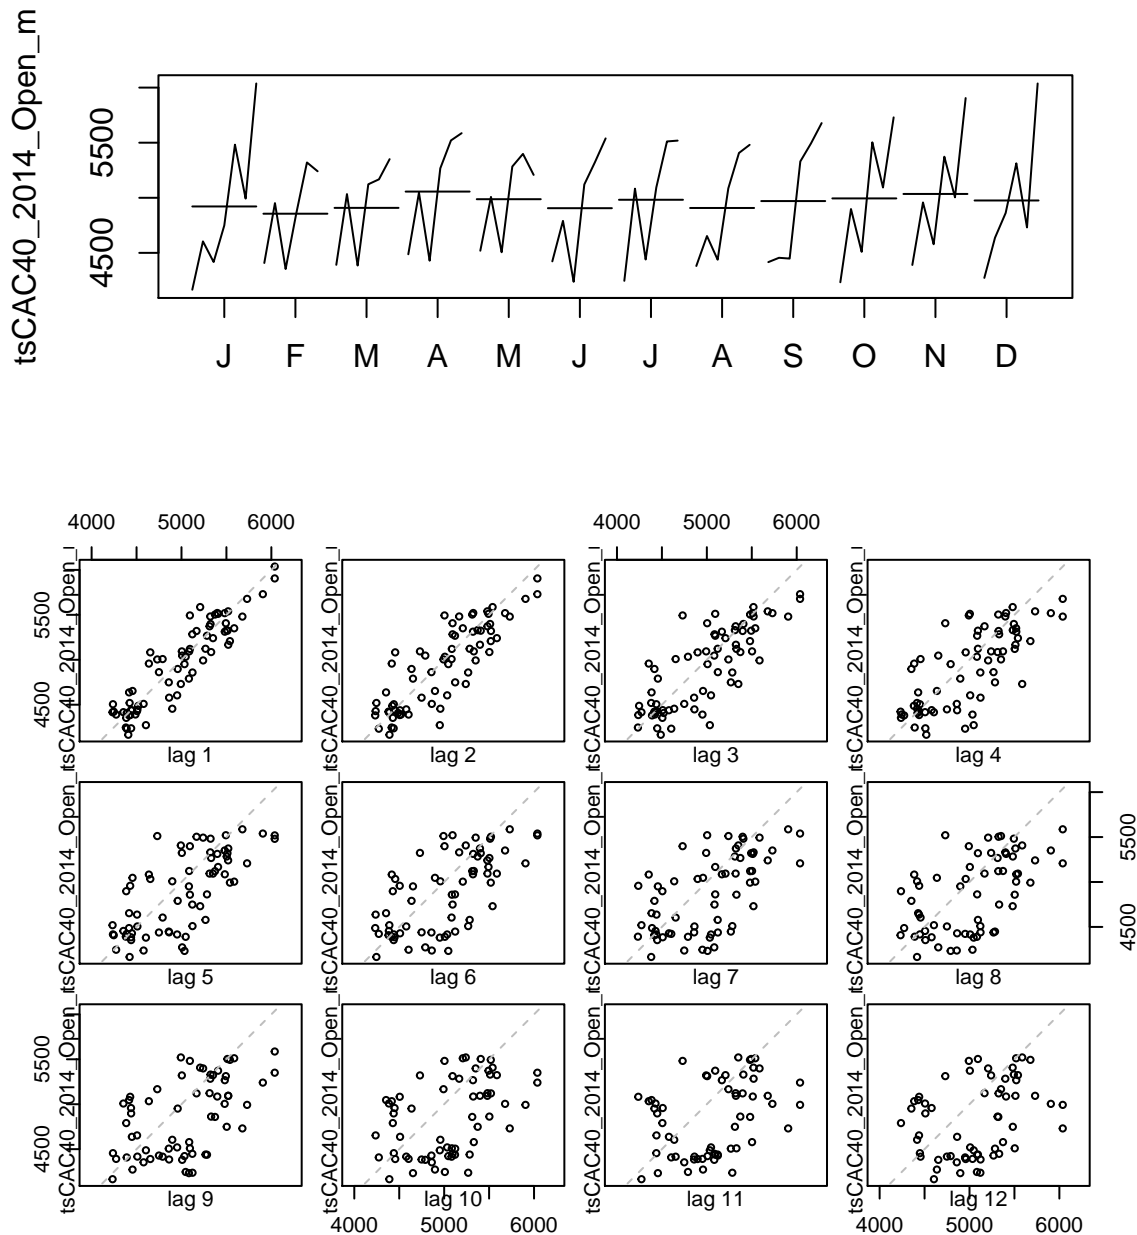 tsCAC40_2014_Open_m
5500
4500
J F M A M J J A S O N D
4000 5000 6000 4000 5000 6000
5500
4500
tsCAC40_2014_Open_ tsCAC40_2014_Open_ tsCAC40_2014_Open_ tsCAC40_2014_Open_
lag 1 lag 2 lag 3 lag 4
tsCAC40_2014_Open_ tsCAC40_2014_Open_ tsCAC40_2014_Open_ tsCAC40_2014_Open_
5500
4500
lag 5 lag 6 lag 7 lag 8
5500
4500
tsCAC40_2014_Open_ tsCAC40_2014_Open_ tsCAC40_2014_Open_ tsCAC40_2014_Open_
lag 9 lag 10 lag 11 lag 12
4000 5000 6000 4000 5000 6000